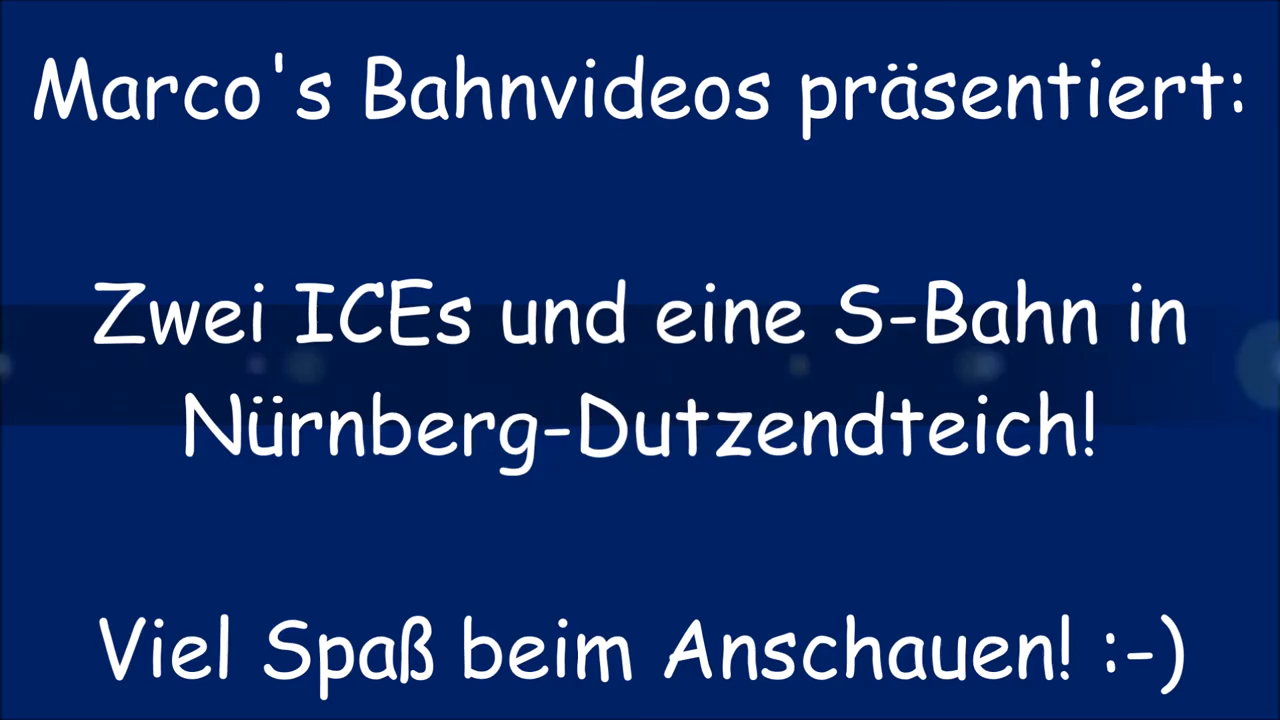 Marco's Bahnvideos präsentiert:
Zwei ICEs und eine S-Bahn in
Nürnberg-Dutzendteich!
Viel Spaß beim Anschauen! :-)